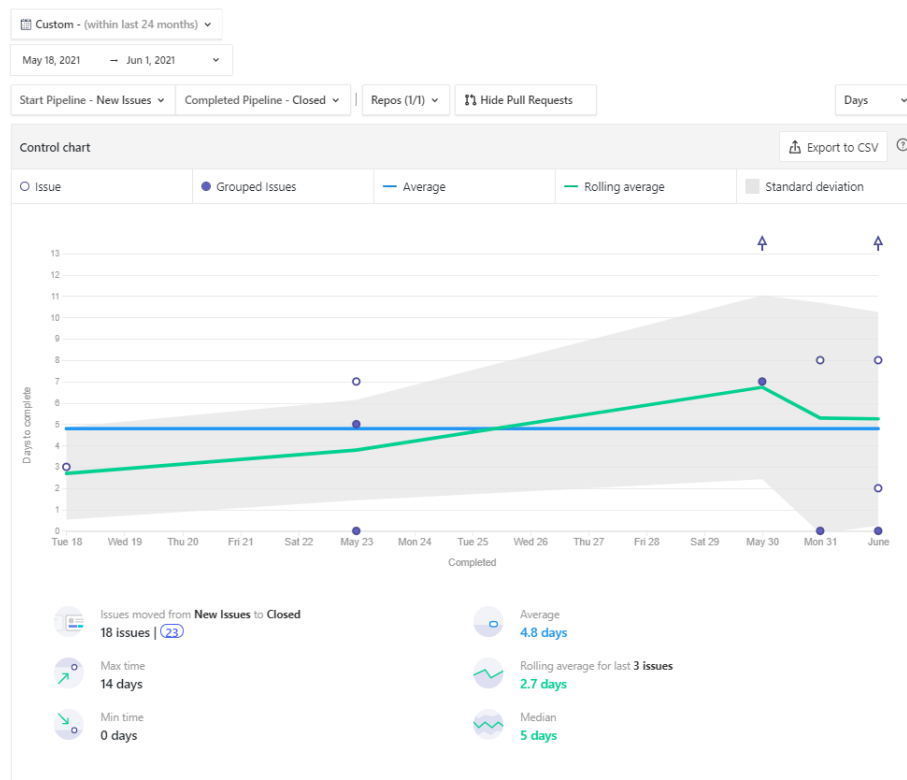 Custom - (within last 24 months)
May 18, 2021 → Jun 1, 2021
Start Pipeline - New Issues Completed Pipeline - Closed | Repos (1/1) Hide Pull Requests Days
Control chart Export to CSV
Issue Grouped Issues Average Rolling average Standard deviation
13
12
11
10
9
8
7
6
5
4
3
2
1
0
Days to complete
Tue 18 Wed 19 Thu 20 Fri 21 Sat 22 May 23 Mon 24 Tue 25 Wed 26 Thu 27 Fri 28 Sat 29 May 30 Mon 31 June
Completed
Issues moved from New Issues to Closed
18 issues | 23
Max time
14 days
Min time
0 days
Average
4.8 days
Rolling average for last 3 issues
2.7 days
Median
5 days